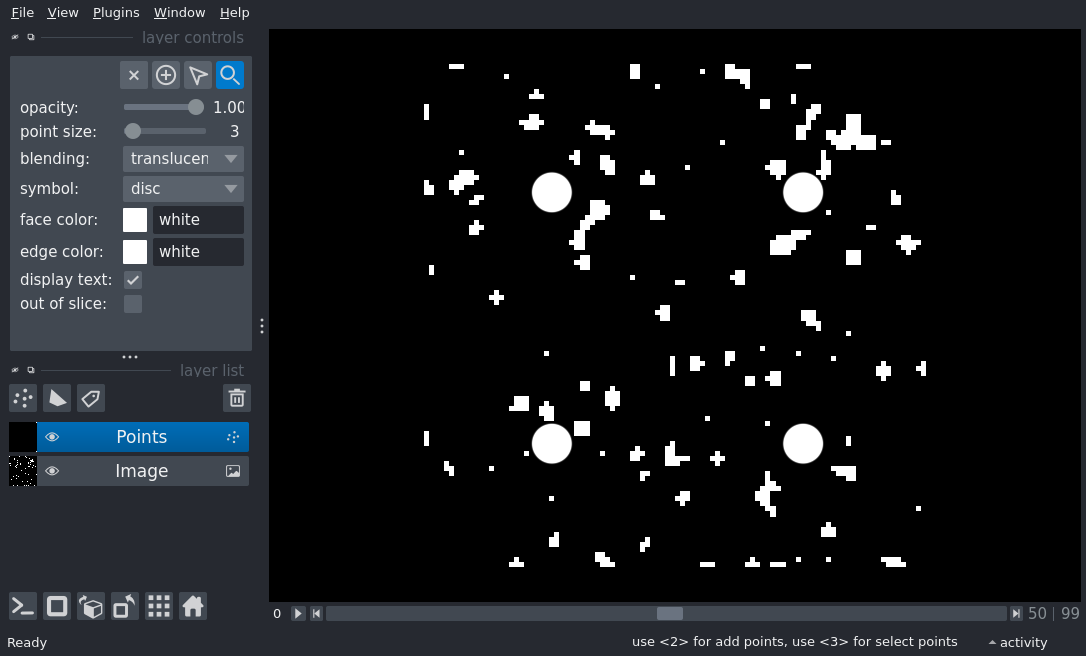 File View Plugins Window Help
layer controls
opacity: 1.00
point size: 3
blending: translucen
symbol: disc
face color: white
edge color: white
display text:
out of slice:
layer list
Points
Image
0 50 99
Ready use <2> for add points, use <3> for select points activity